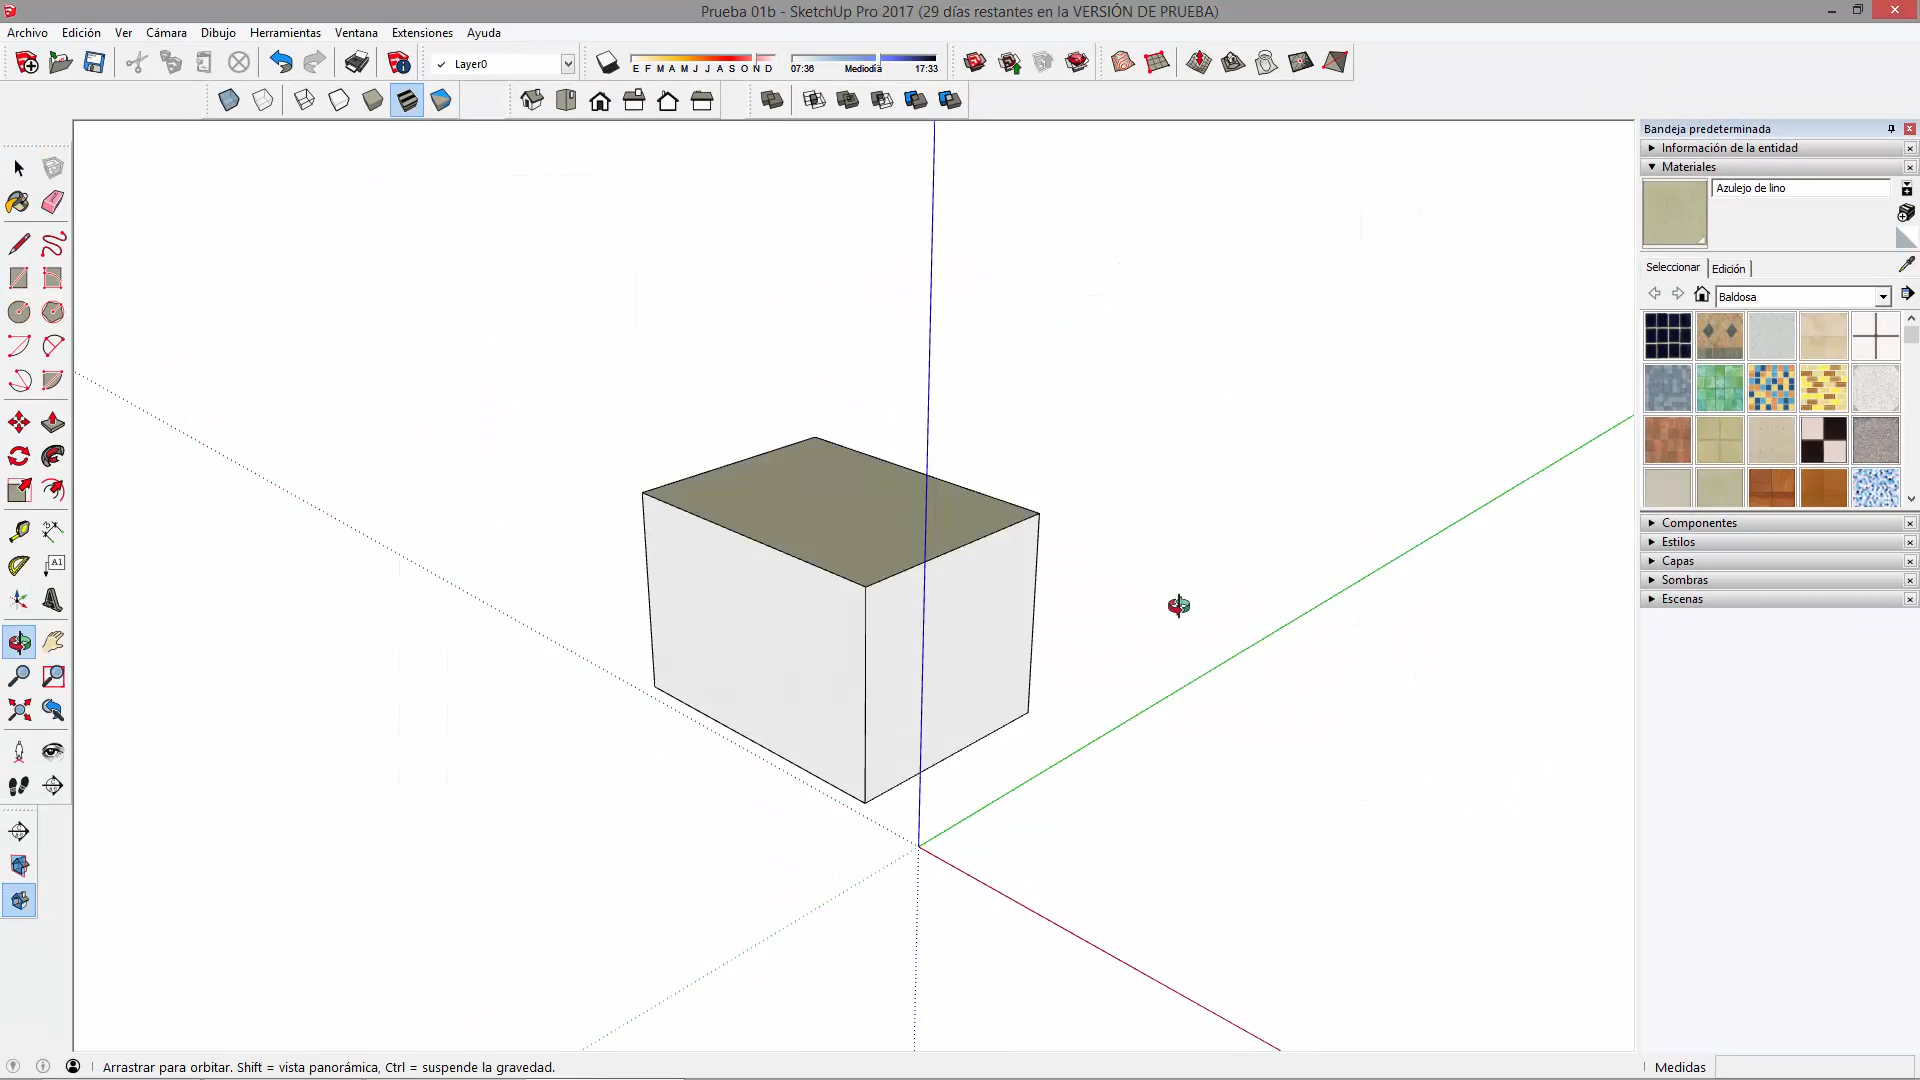 Prueba 01b - SketchUp Pro 2017 (29 días restantes en la VERSIÓN DE PRUEBA)
Archivo Edición Ver Cámara Dibujo Herramientas Ventana Extensiones Ayuda
Layer0
E F M A M J J A S O N D
07:36 Mediodía 17:33
Bandeja predeterminada
Información de la entidad
Materiales
Azulejo de lino
Seleccionar Edición
Baldosa
Componentes
Estilos
Capas
Sombras
Escenas
A1
Arrastrar para orbitar. Shift = vista panorámica, Ctrl = suspende la gravedad.
Medidas